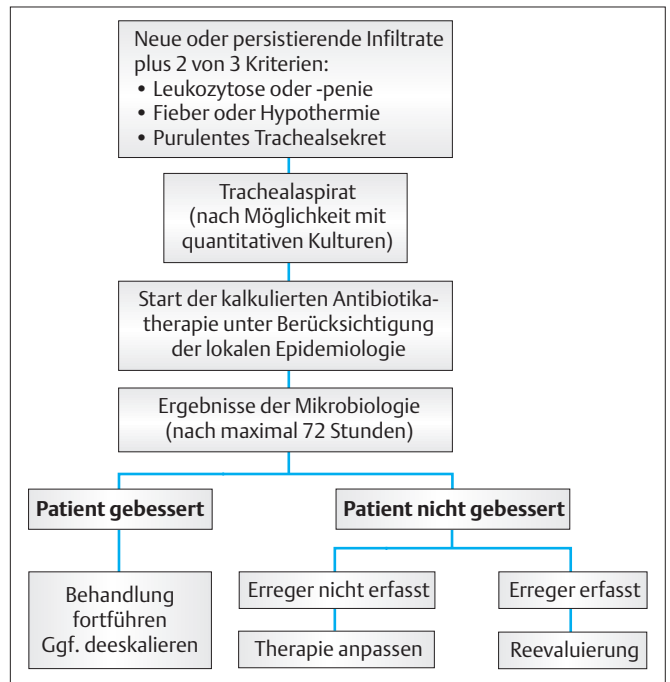 Neue oder persistierende Infiltrate
plus 2 von 3 Kriterien:
• Leukozytose oder -penie
• Fieber oder Hypothermie
• Purulentes Trachealsekret
Trachealaspirat
(nach Möglichkeit mit
quantitativen Kulturen)
Start der kalkulierten Antibiotika-
therapie unter Berücksichtigung
der lokalen Epidemiologie
Ergebnisse der Mikrobiologie
(nach maximal 72 Stunden)
Patient gebessert
Patient nicht gebessert
Behandlung
fortführen
Ggf. deeskalieren
Erreger nicht erfasst
Erreger erfasst
Therapie anpassen
Reevaluierung